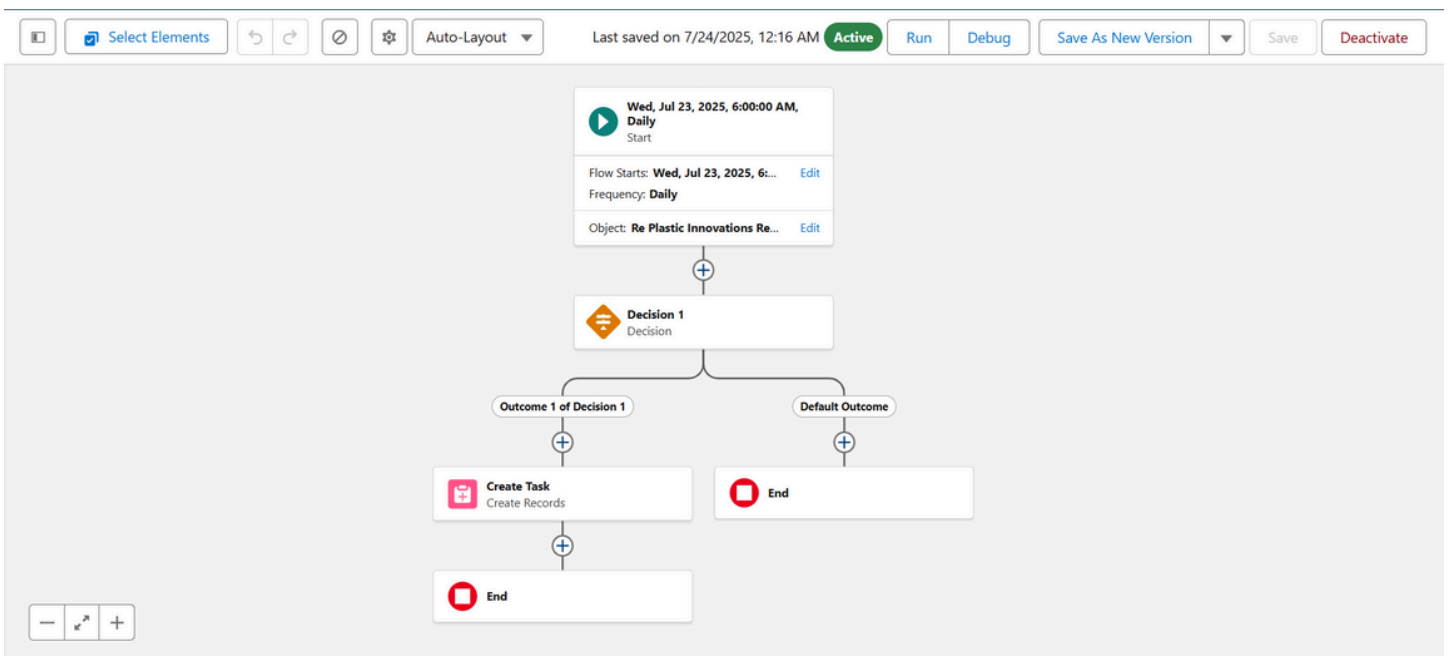 Select Elements
Auto-Layout
Last saved on 7/24/2025, 12:16 AM
Active
Run
Debug
Save As New Version
Save
Deactivate
Wed, Jul 23, 2025, 6:00:00 AM,
Daily
Start
Flow Starts: Wed, Jul 23, 2025, 6:... Edit
Frequency: Daily
Object: Re Plastic Innovations Re... Edit
Decision 1
Decision
Outcome 1 of Decision 1
Default Outcome
Create Task
Create Records
End
End